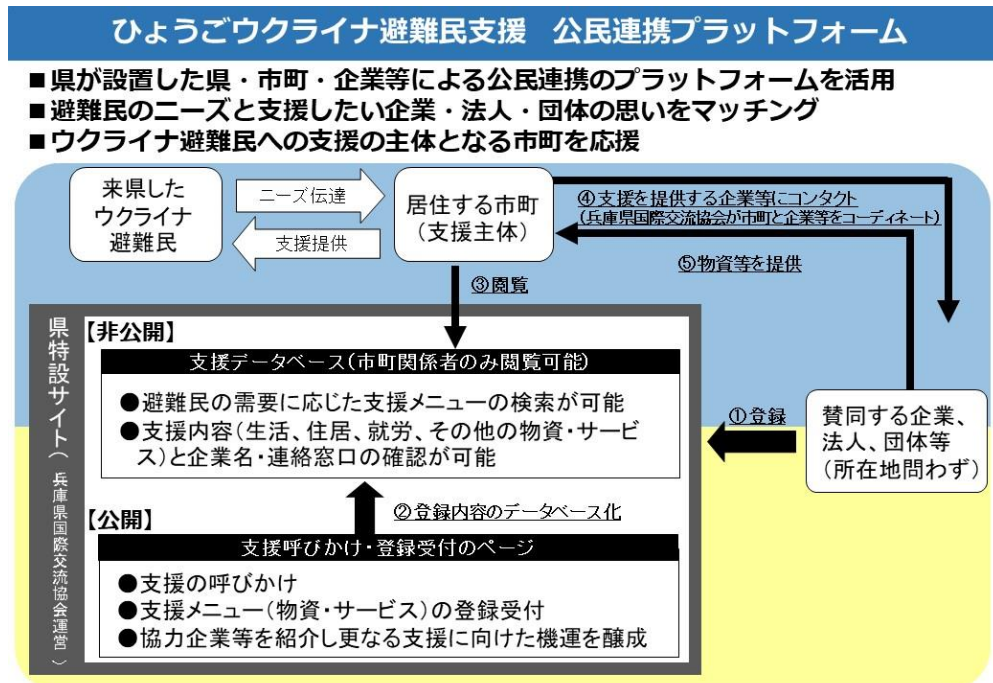 ひょうごウクライナ避難民支援　公民連携プラットフォーム
■県が設置した県・市町・企業等による公民連携のプラットフォームを活用
■避難民のニーズと支援したい企業・法人・団体の思いをマッチング
■ウクライナ避難民への支援の主体となる市町を応援
来県した
ウクライナ
避難民
ニーズ伝達
支援提供
居住する市町
（支援主体）
④支援を提供する企業等にコンタクト
（兵庫県国際交流協会が市町と企業等をコーディネート）
⑤物資等を提供
③閲覧
県特設サイト（兵庫県国際交流協会運営）
【非公開】
支援データベース（市町関係者のみ閲覧可能）
●避難民の需要に応じた支援メニューの検索が可能
●支援内容（生活、住居、就労、その他の物資・サービ
ス）と企業名・連絡窓口の確認が可能
①登録
賛同する企業、
法人、団体等
（所在地問わず）
②登録内容のデータベース化
【公開】
支援呼びかけ・登録受付のページ
●支援の呼びかけ
●支援メニュー（物資・サービス）の登録受付
●協力企業等を紹介し更なる支援に向けた機運を醸成